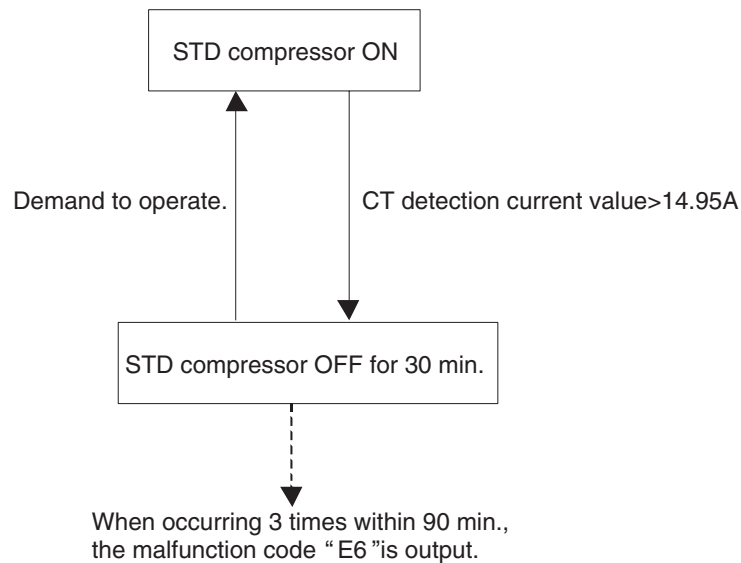 STD compressor ON
Demand to operate.
CT detection current value>14.95A
STD compressor OFF for 30 min.
When occurring 3 times within 90 min.,
the malfunction code “ E6 ”is output.